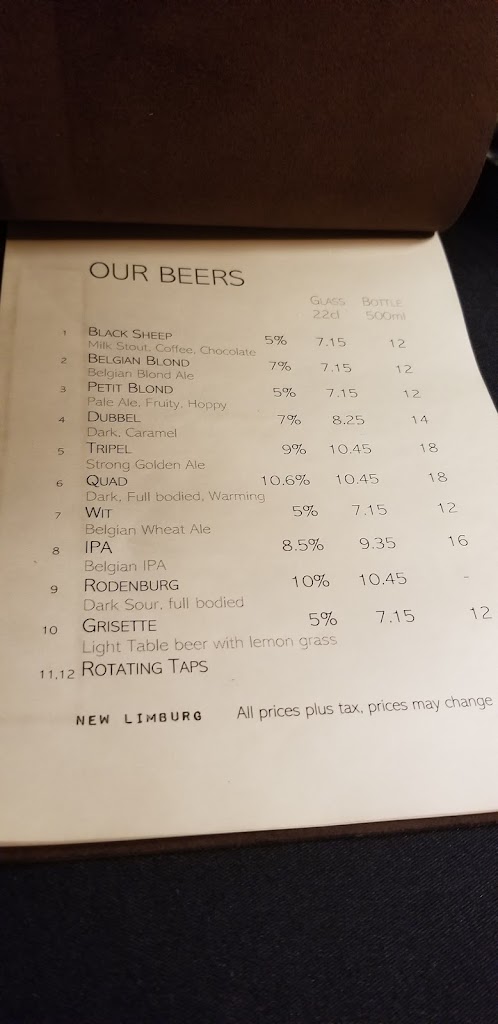 OUR BEERS
GLASS BOTTLE
22cl 500ml
1 BLACK SHEEP 5% 7.15 12
Milk Stout, Coffee, Chocolate
2 BELGIAN BLOND 7% 7.15 12
Belgian Blond Ale
3 PETIT BLOND 5% 7.15 12
Pale Ale, Fruity, Hoppy
4 DUBBEL 7% 8.25 14
Dark, Caramel
5 TRIPEL 9% 10.45 18
Strong Golden Ale
6 QUAD 10.6% 10.45 18
Dark, Full bodied, Warming
7 WIT 5% 7.15 12
Belgian Wheat Ale
8 IPA 8.5% 9.35 16
Belgian IPA
9 RODENBURG 10% 10.45 -
Dark Sour, full bodied
10 GRISETTE 5% 7.15 12
Light Table beer with lemon grass
11,12 ROTATING TAPS
NEW LIMBURG All prices plus tax, prices may change